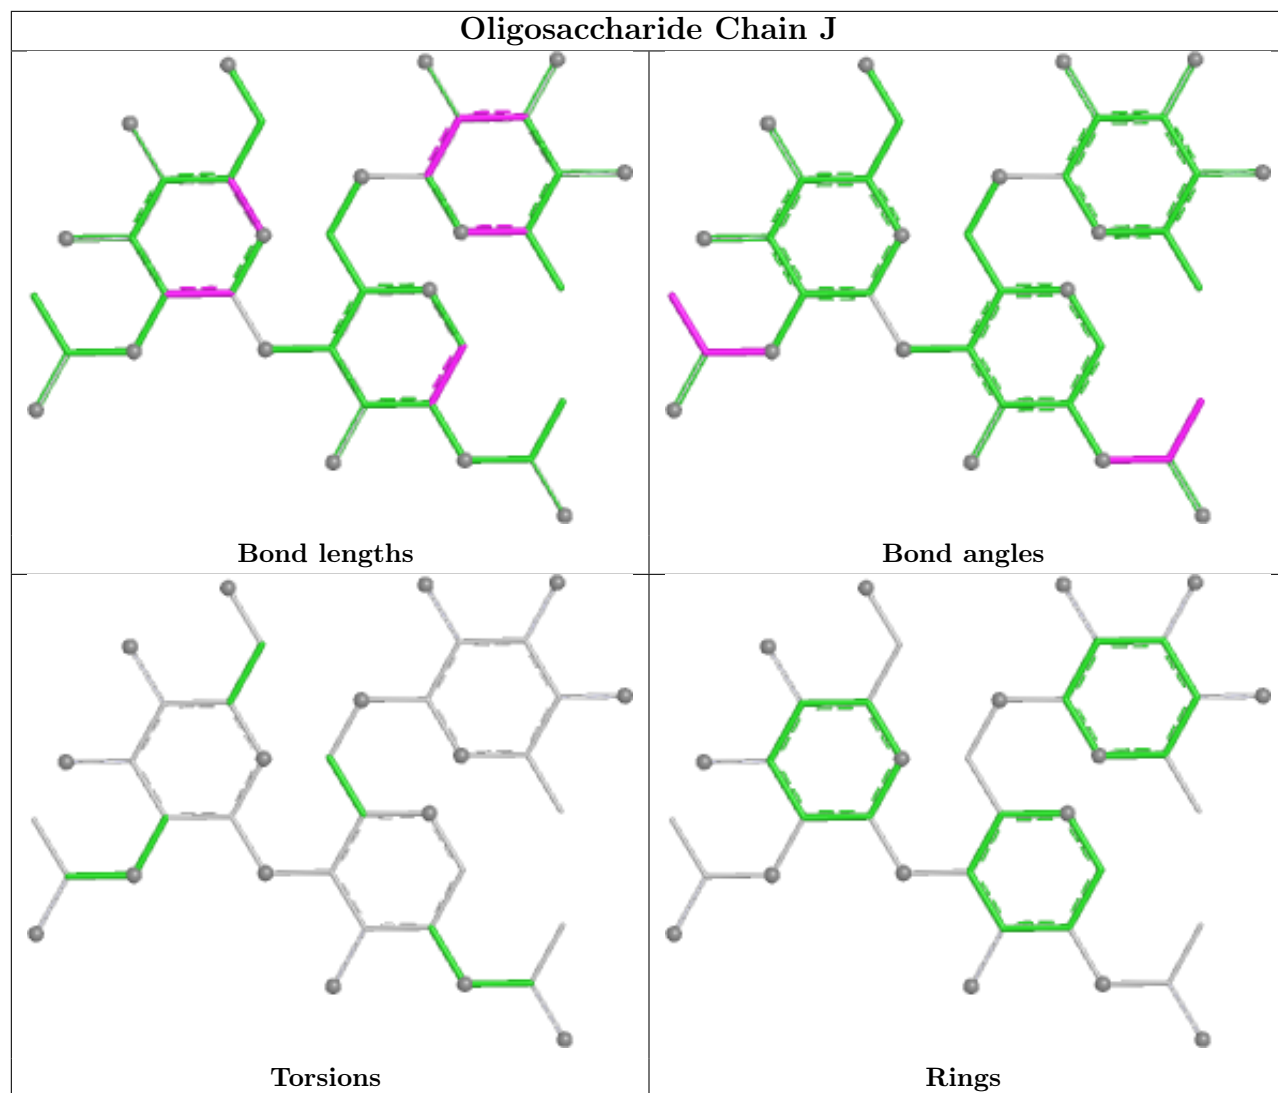 Oligosaccharide Chain J
Bond lengths
Bond angles
Torsions
Rings